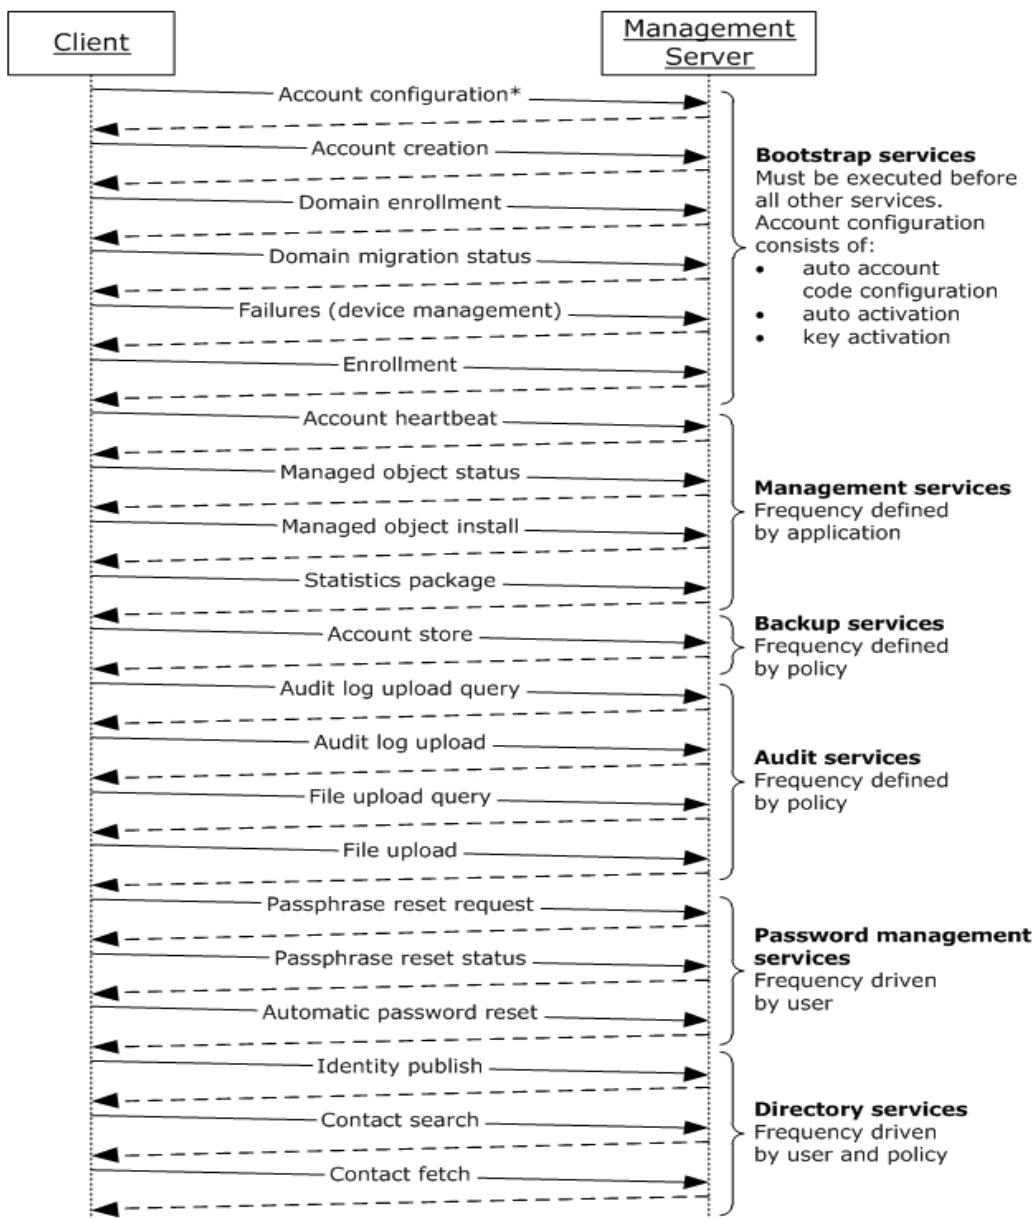 Client
Management
Server
Account configuration*
Account creation
Domain enrollment
Domain migration status
Failures (device management)
Enrollment
Bootstrap services
Must be executed before
all other services.
Account configuration
consists of:
• auto account
code configuration
• auto activation
• key activation
Account heartbeat
Managed object status
Managed object install
Statistics package
Management services
Frequency defined
by application
Account store
Backup services
Frequency defined
by policy
Audit log upload query
Audit log upload
File upload query
File upload
Audit services
Frequency defined
by policy
Passphrase reset request
Passphrase reset status
Automatic password reset
Password management
services
Frequency driven
by user
Identity publish
Contact search
Contact fetch
Directory services
Frequency driven
by user and policy